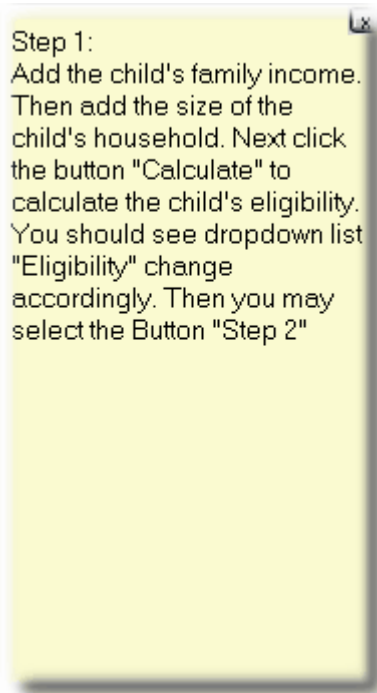 x
Step 1:
Add the child's family income.
Then add the size of the
child's household. Next click
the button "Calculate" to
calculate the child's eligibility.
You should see dropdown list
"Eligibility" change
accordingly. Then you may
select the Button "Step 2"